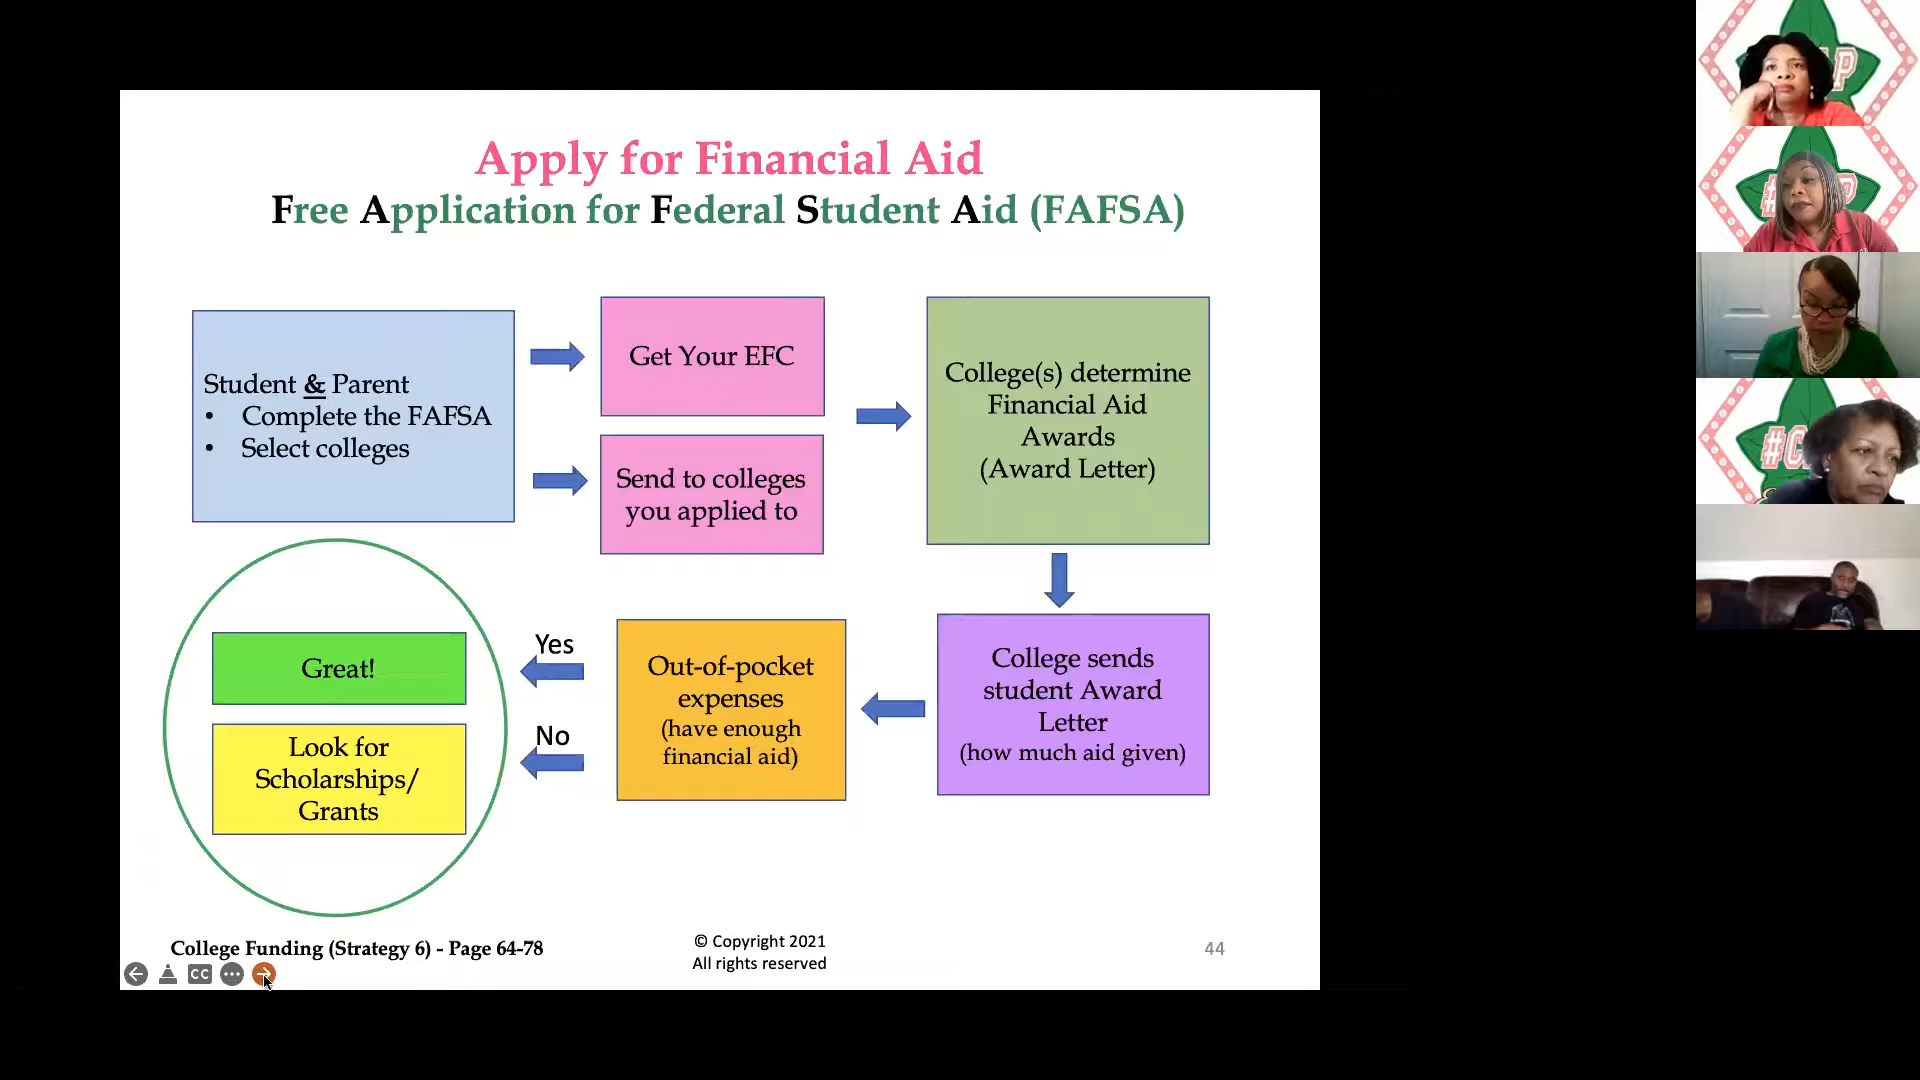 Apply for Financial Aid
Free Application for Federal Student Aid (FAFSA)
Student & Parent
• Complete the FAFSA
• Select colleges
Get Your EFC
Send to colleges
you applied to
College(s) determine
Financial Aid
Awards
(Award Letter)
College sends
student Award
Letter
(how much aid given)
Out-of-pocket
expenses
(have enough
financial aid)
Yes
No
Great!
Look for
Scholarships/
Grants
College Funding (Strategy 6) - Page 64-78
© Copyright 2021
All rights reserved
44
CC